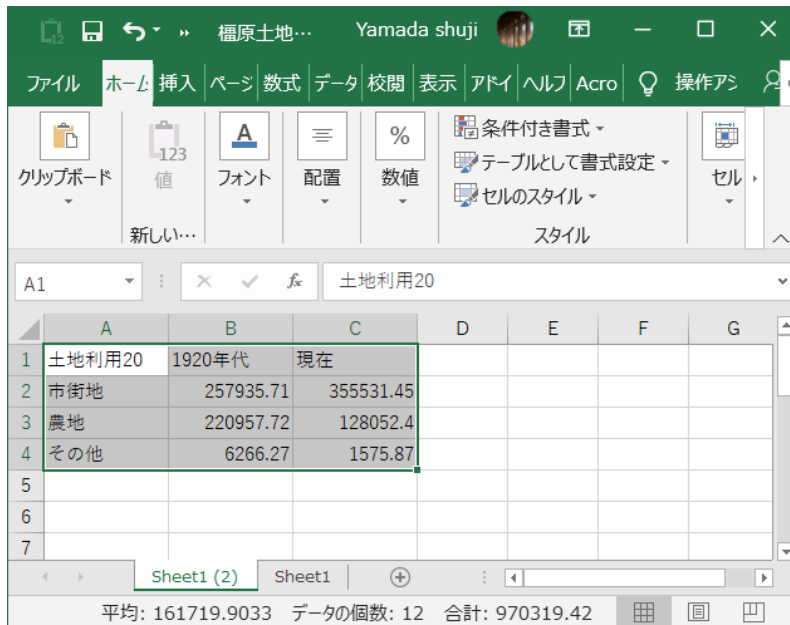 12 橿原土地… Yamada shuji
ファイル ホーム 挿入 ページ 数式 データ 校閲 表示 アドイ ヘルプ Acro 操作アシ
クリップボード 123 値 A フォント 配置 % 数値 条件付き書式 セル
テーブルとして書式設定
セルのスタイル
新しい… スタイル
A1 fx 土地利用20
A B C D E F G
1 土地利用20 1920年代 現在
2 市街地 257935.71 355531.45
3 農地 220957.72 128052.4
4 その他 6266.27 1575.87
5
6
7
Sheet1 (2) Sheet1
平均: 161719.9033 データの個数: 12 合計: 970319.42